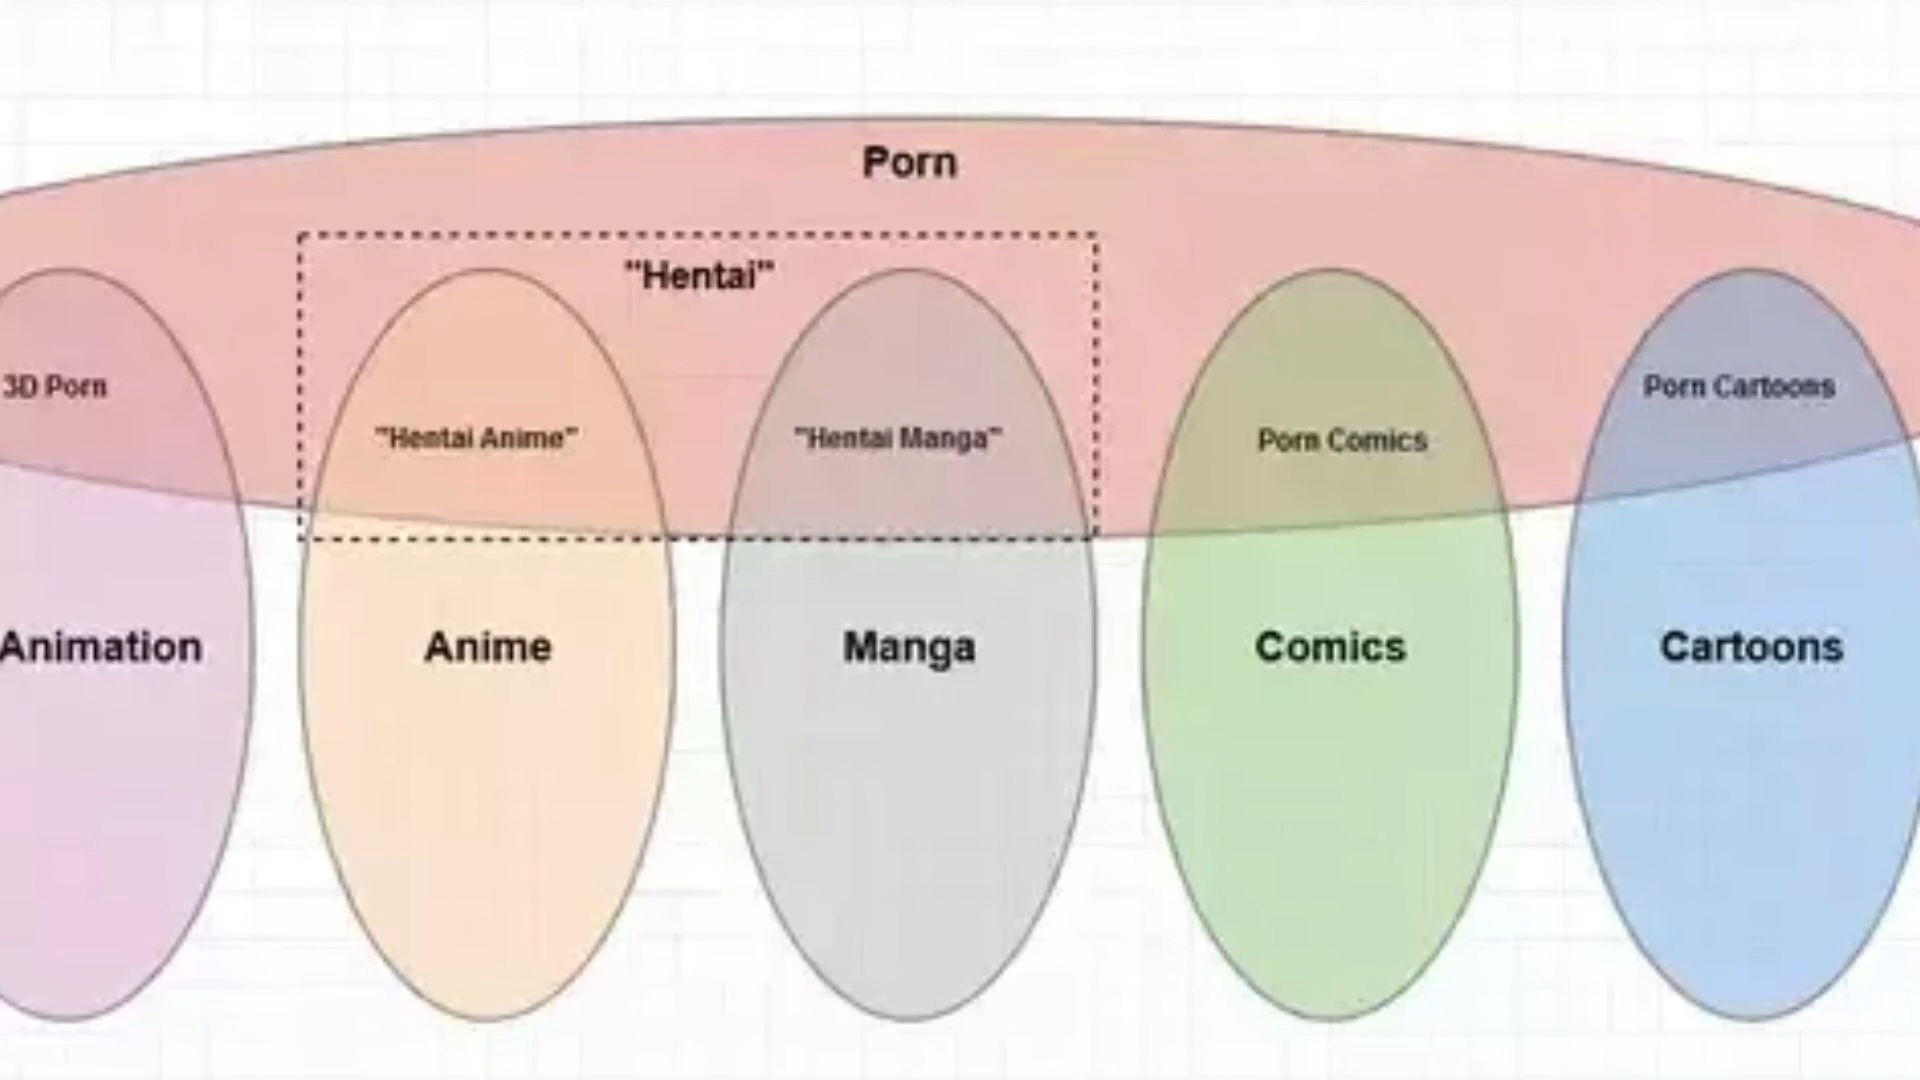 Porn
"Hentai"
3D Porn
"Hentai Anime"
"Hentai Manga"
Porn Comics
Porn Cartoons
Animation
Anime
Manga
Comics
Cartoons